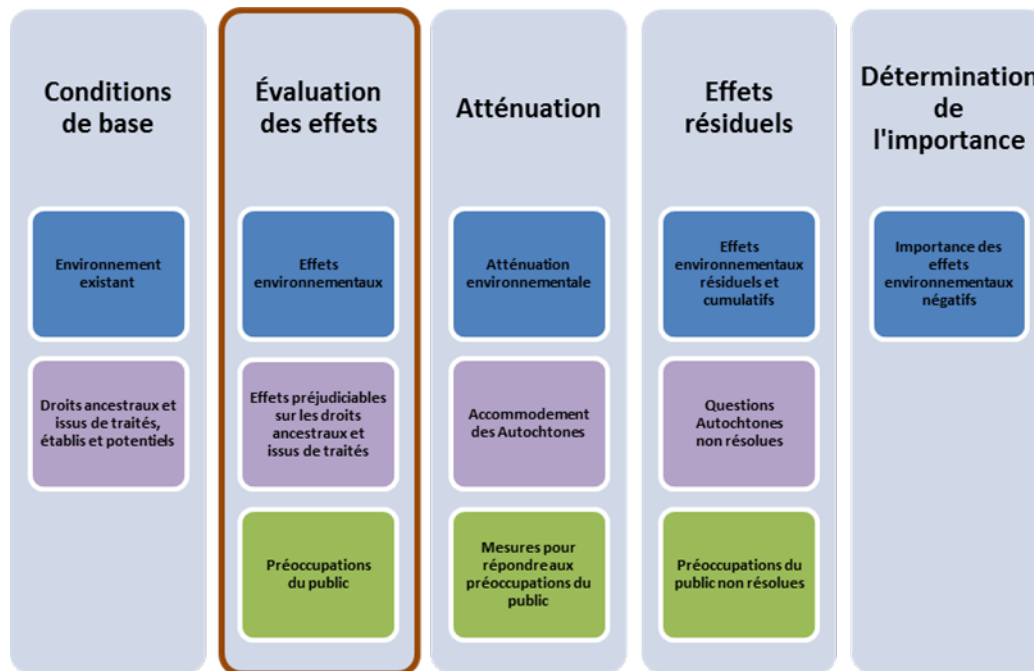 Conditions
de base
Environnement
existant
Droits ancestraux et
issus de traités,
établis et potentiels
Évaluation
des effets
Effets
environnementaux
Effets préjudiciables
sur les droits
ancestraux et
issus de traités
Préoccupations
du public
Atténuation
Atténuation
environnementale
Accommodement
des Autochtones
Mesures pour
répondre aux
préoccupations du
public
Effets
résiduels
Effets
environnementaux
résiduels et
cumulatifs
Questions
Autochtones
non résolues
Préoccupations du
public non résolues
Détermination
de
l'importance
Importance des
effets
environnementaux
négatifs